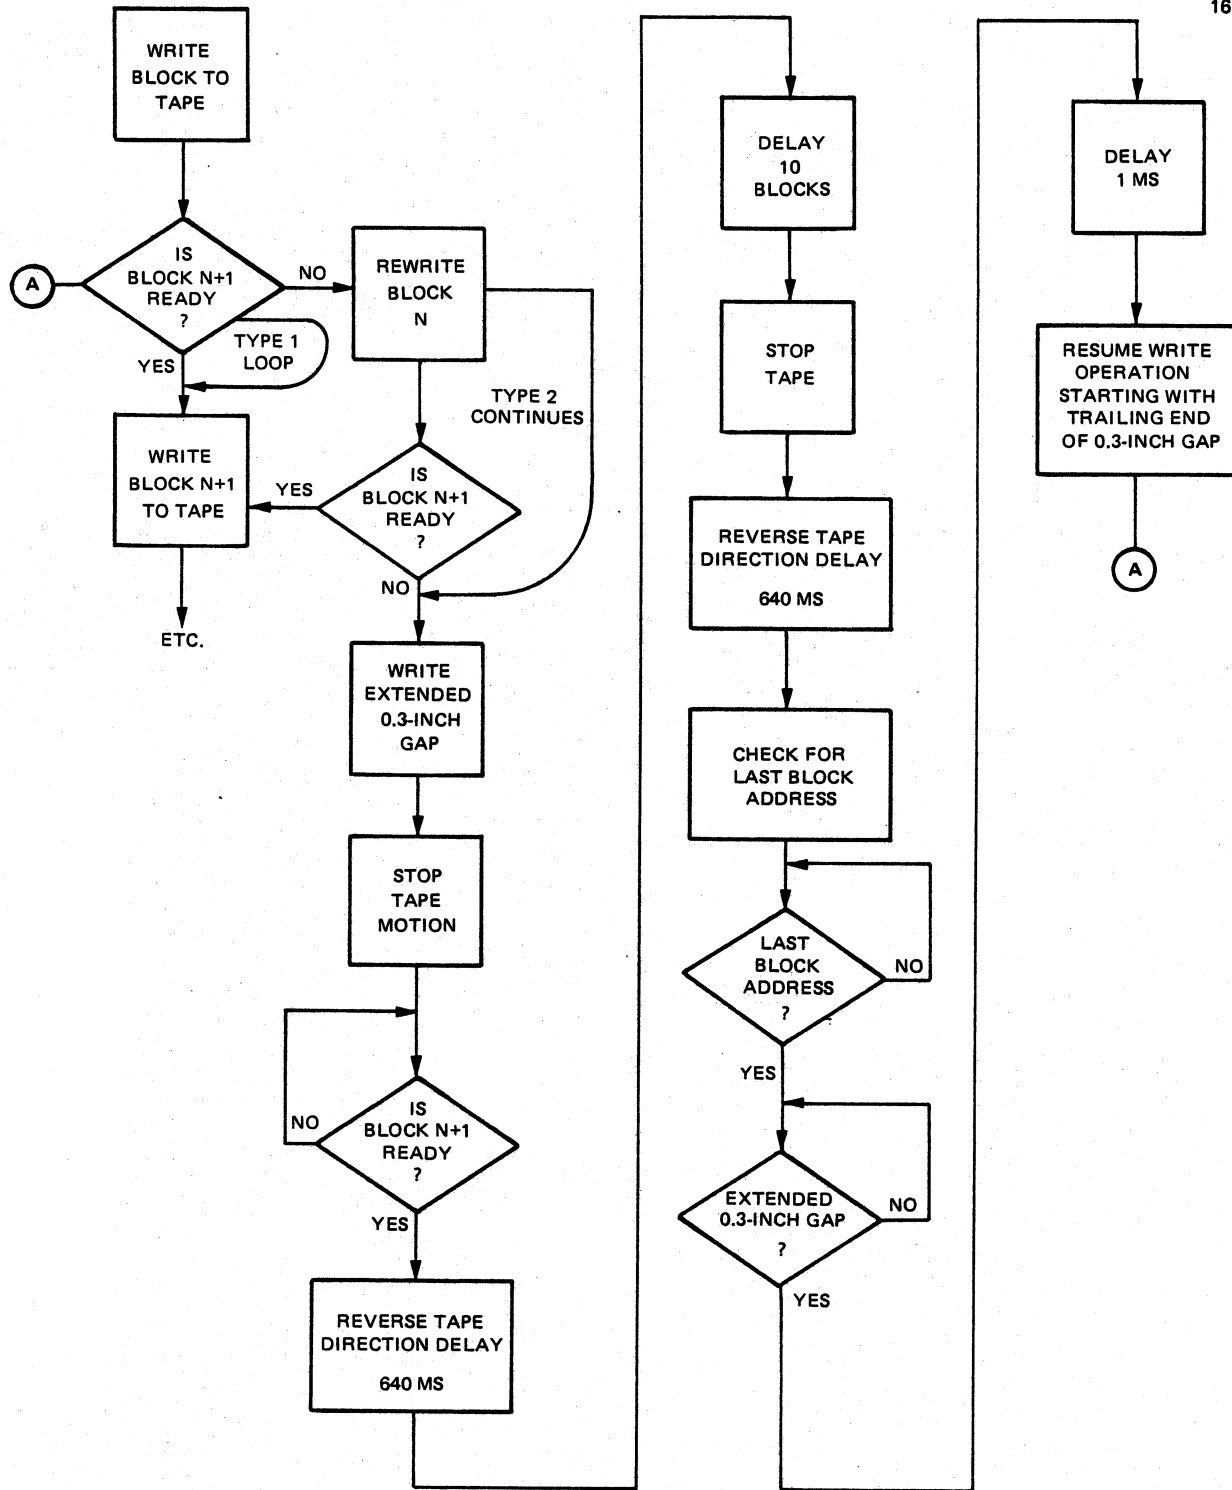 16
WRITE
BLOCK TO
TAPE
A
IS
BLOCK N+1
READY
?
NO
YES
TYPE 1
LOOP
REWRITE
BLOCK
N
TYPE 2
CONTINUES
WRITE
BLOCK N+1
TO TAPE
ETC.
YES
IS
BLOCK N+1
READY
?
NO
WRITE
EXTENDED
0.3-INCH
GAP
STOP
TAPE
MOTION
IS
BLOCK N+1
READY
?
NO
YES
REVERSE TAPE
DIRECTION DELAY
640 MS
DELAY
10
BLOCKS
STOP
TAPE
REVERSE TAPE
DIRECTION DELAY
640 MS
CHECK FOR
LAST BLOCK
ADDRESS
LAST
BLOCK
ADDRESS
?
NO
YES
EXTENDED
0.3-INCH GAP
?
NO
YES
DELAY
1 MS
RESUME WRITE
OPERATION
STARTING WITH
TRAILING END
OF 0.3-INCH GAP
A